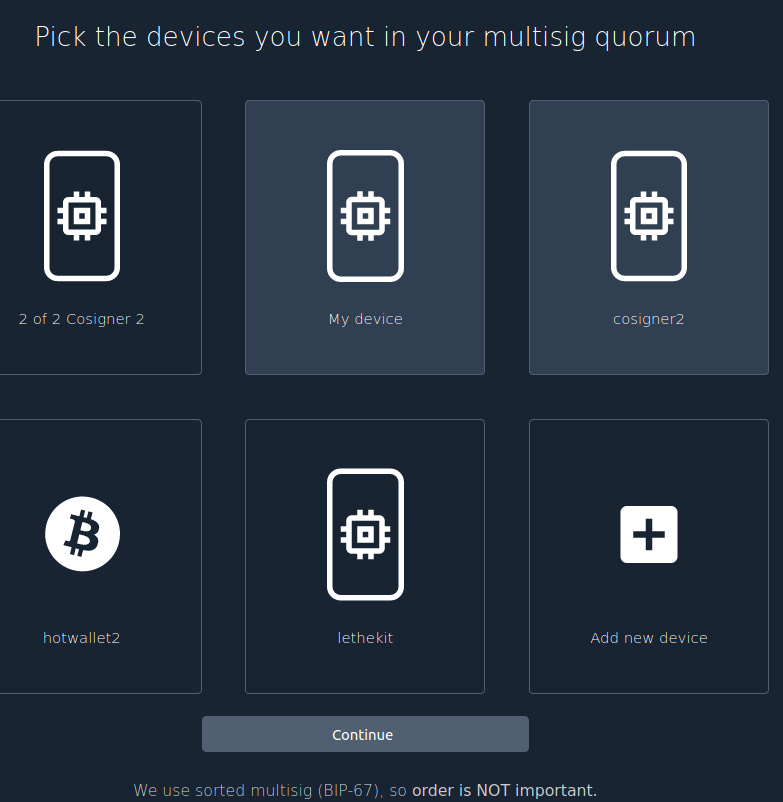 Pick the devices you want in your multisig quorum
2 of 2 Cosigner 2
My device
cosigner2
hotwallet2
lethekit
Add new device
Continue
We use sorted multisig (BIP-67), so order is NOT important.